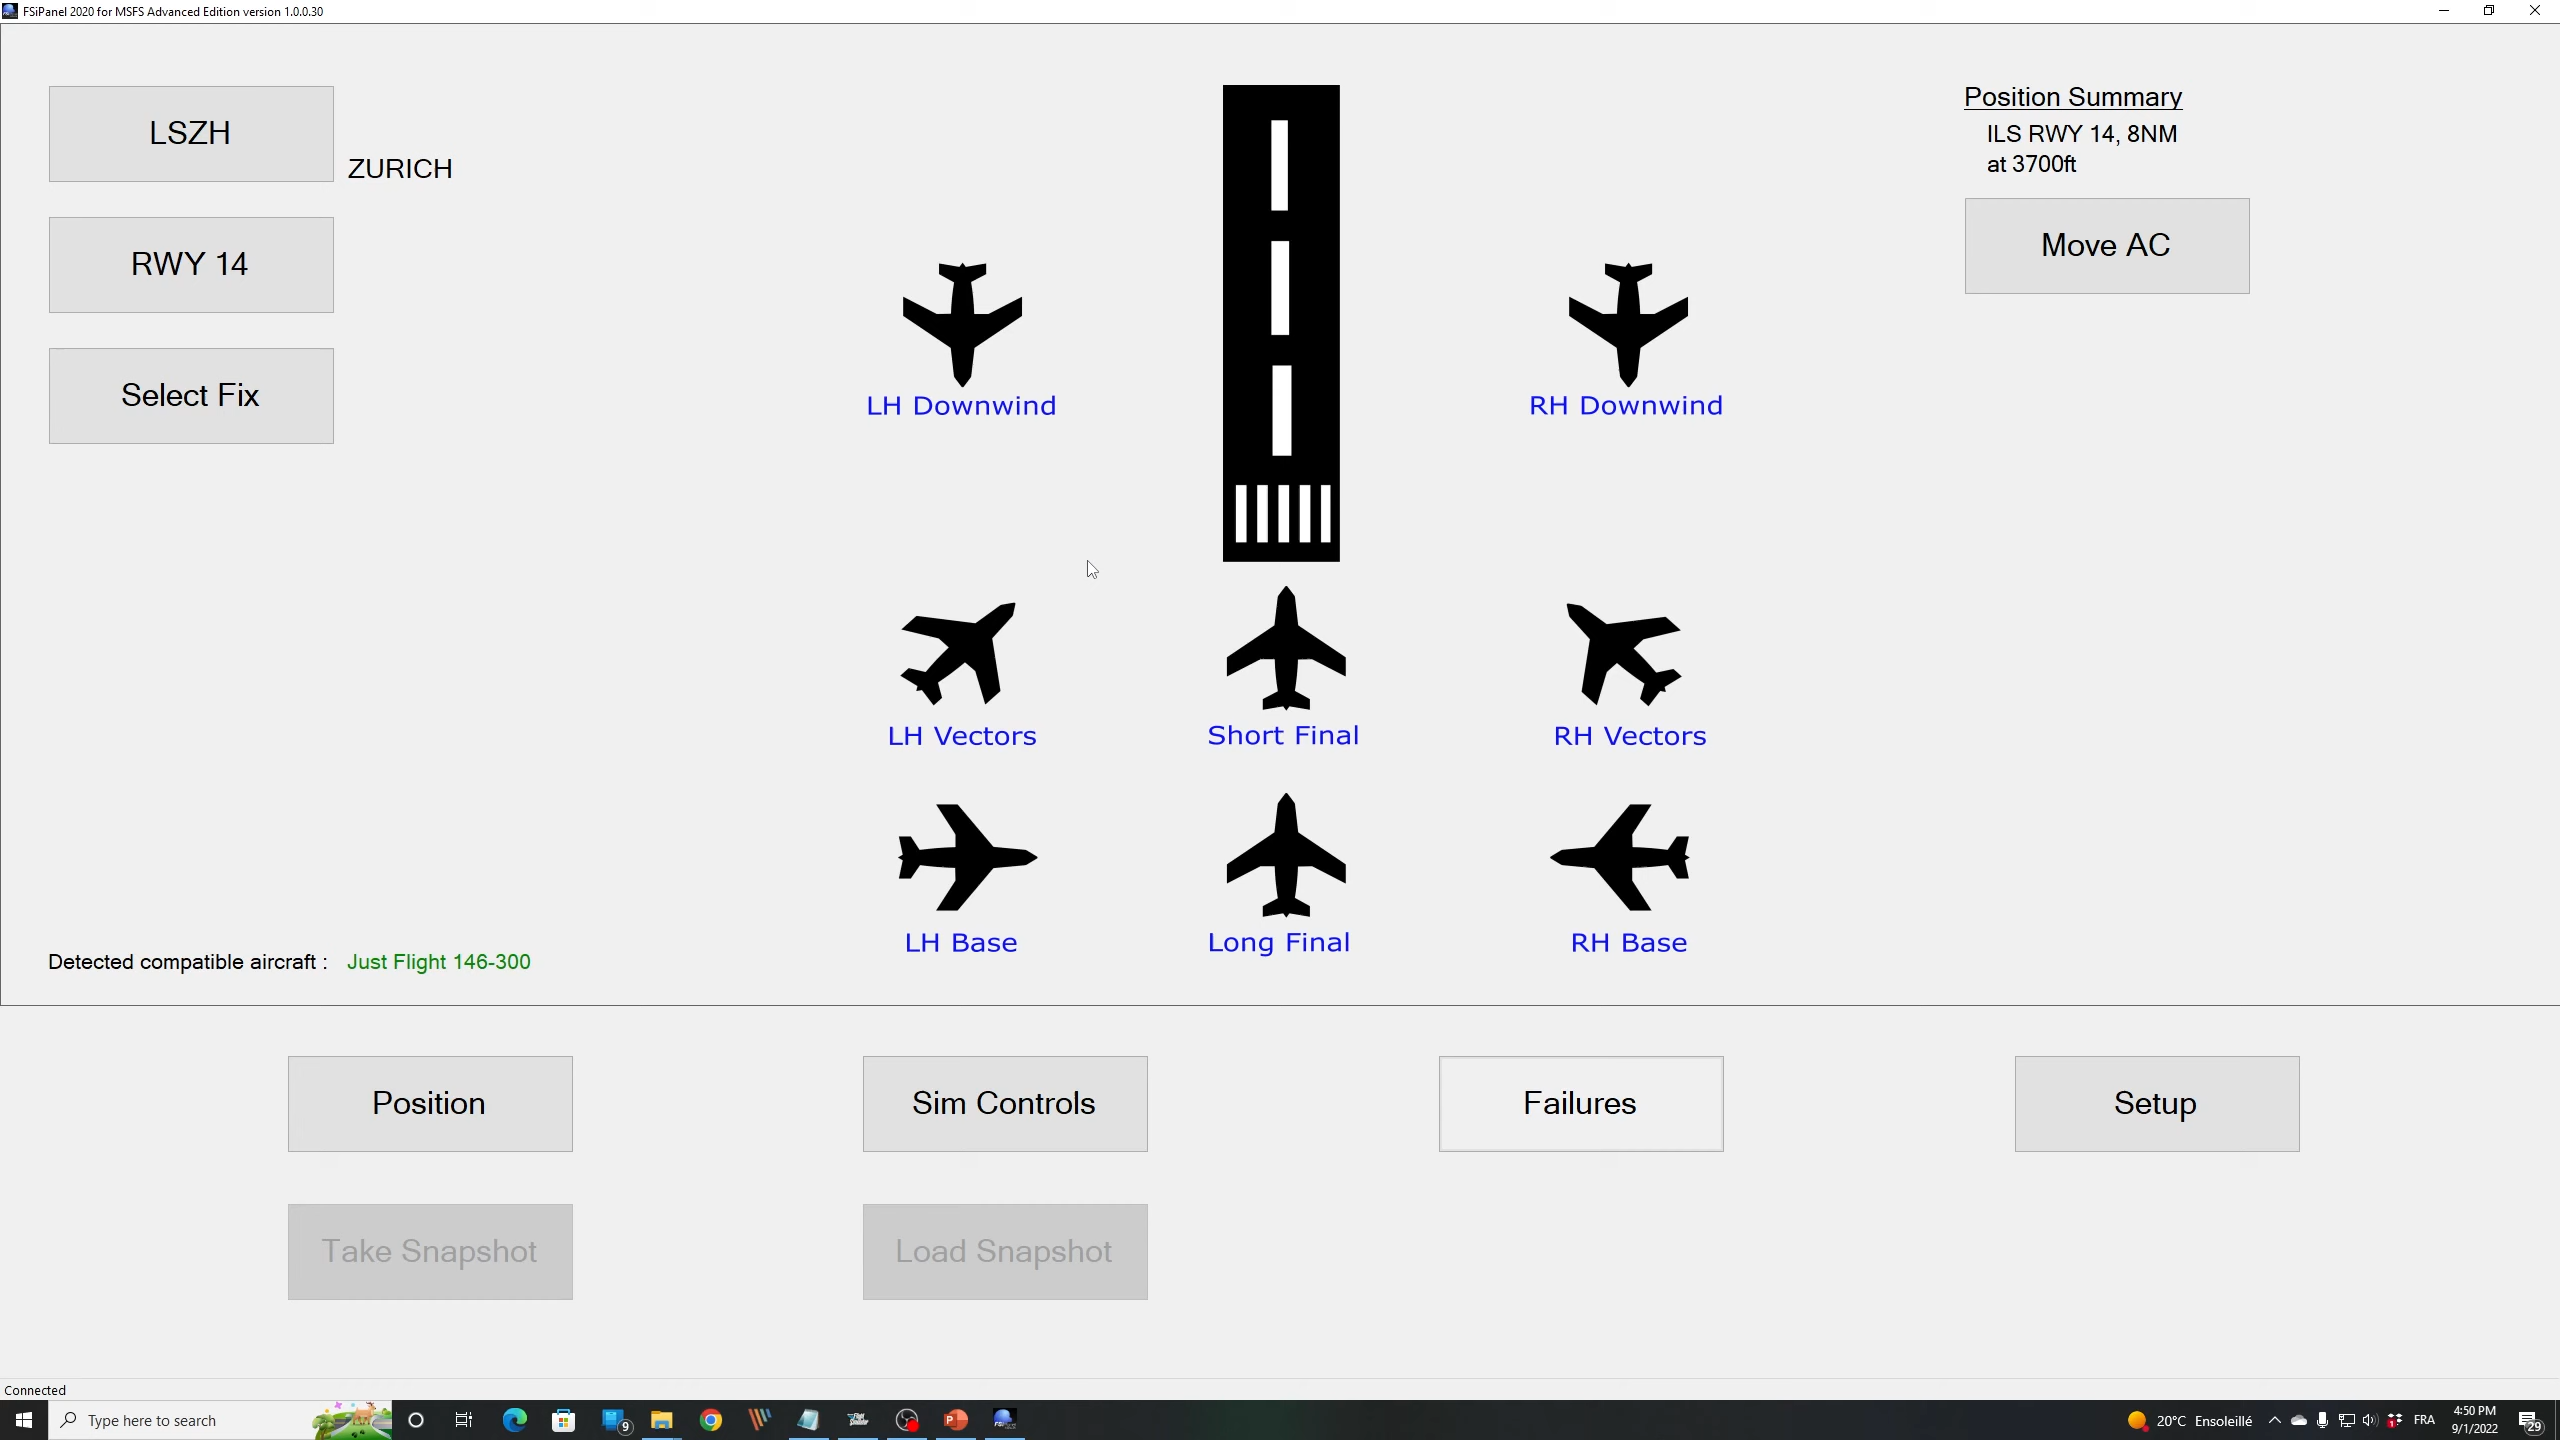 FSiPanel 2020 for MSFS Advanced Edition version 1.0.0.30
LSZH
ZURICH
RWY 14
Select Fix
Position Summary
ILS RWY 14, 8NM
at 3700ft
Move AC
LH Downwind
RH Downwind
LH Vectors
Short Final
RH Vectors
LH Base
Long Final
RH Base
Detected compatible aircraft : Just Flight 146-300
Position
Sim Controls
Failures
Setup
Take Snapshot
Load Snapshot
Connected
Type here to search
9
20°C Ensoleillé
1
FRA
4:50 PM
9/1/2022
29